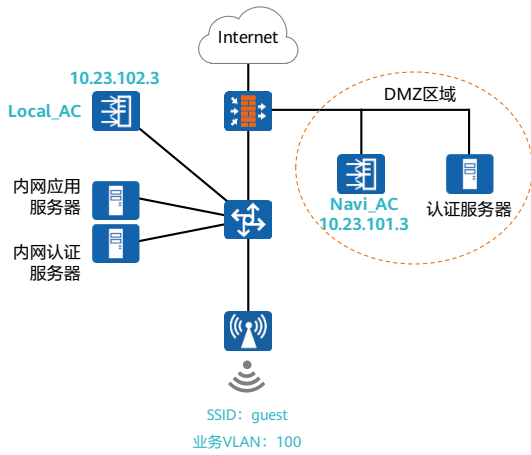 Internet
10.23.102.3
Local_AC
DMZ区域
内网应用
服务器
Navi_AC
10.23.101.3
认证服务器
内网认证
服务器
SSID：guest
业务VLAN：100